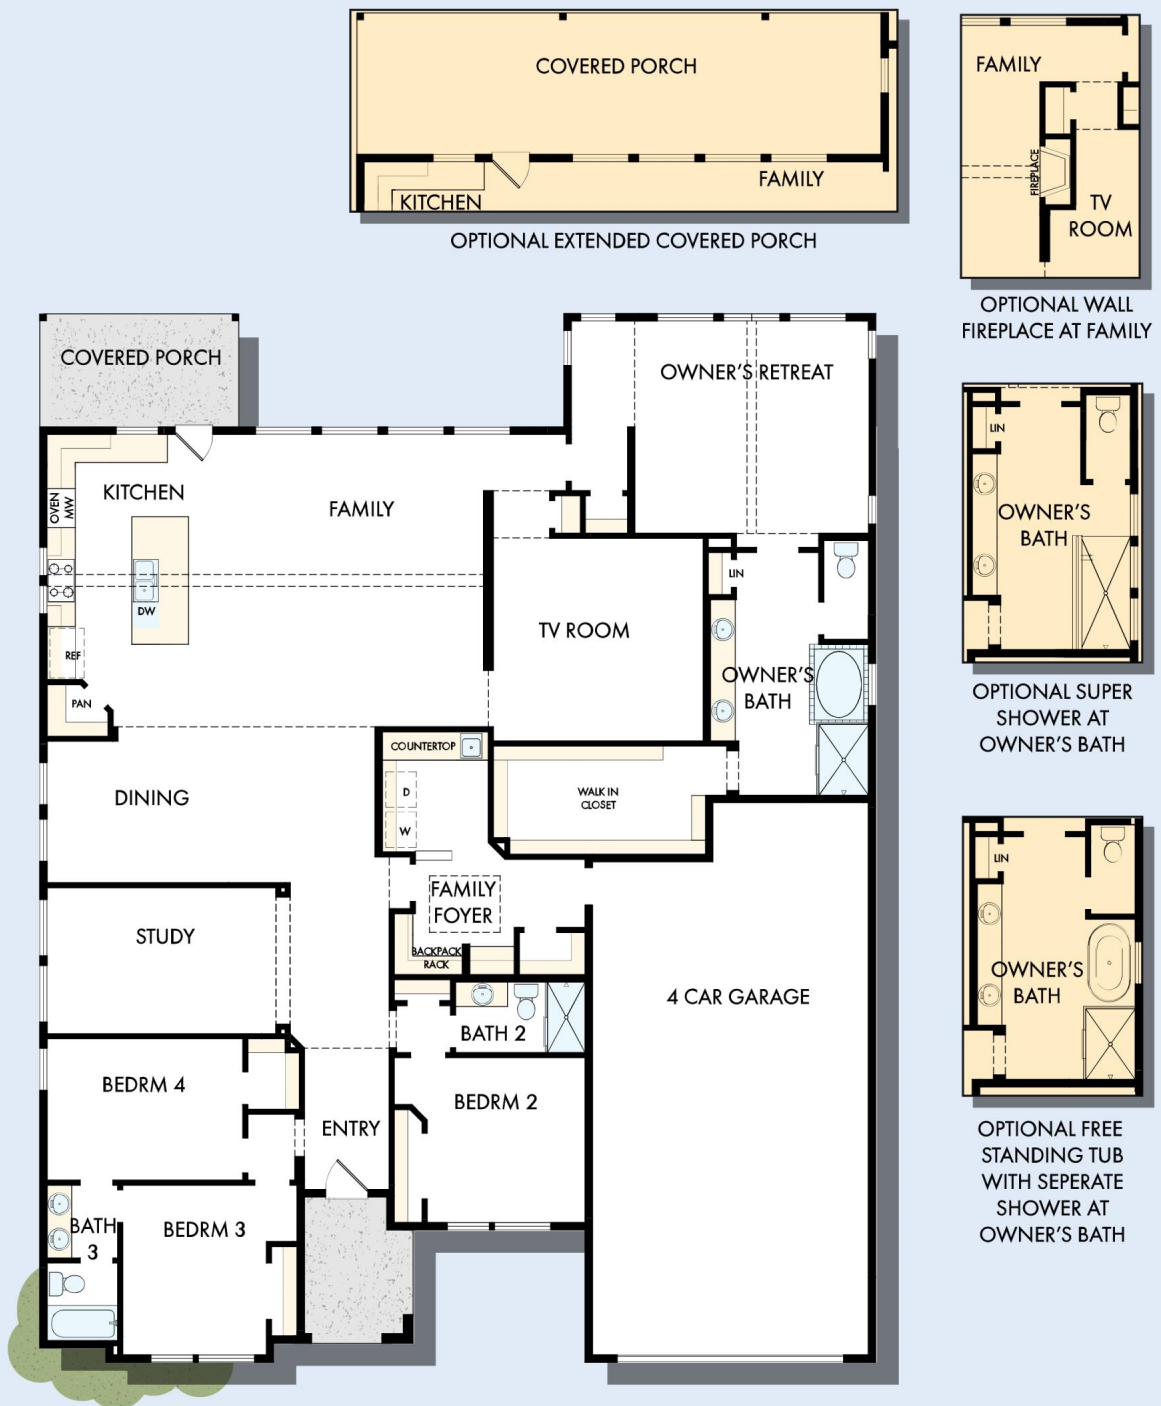 COVERED PORCH
KITCHEN
FAMILY
OPTIONAL EXTENDED COVERED PORCH
FAMILY
FIREPLACE
TV
ROOM
OPTIONAL WALL
FIREPLACE AT FAMILY
COVERED PORCH
OWNER'S RETREAT
KITCHEN
OVEN
MW
FAMILY
DW
REF
PAN
TV ROOM
LIN
OWNER'S
BATH
LIN
OWNER'S
BATH
OPTIONAL SUPER
SHOWER AT
OWNER'S BATH
COUNTERTOP
D
W
DINING
WALK IN
CLOSET
FAMILY
FOYER
BACKPACK
RACK
STUDY
4 CAR GARAGE
BATH 2
BEDRM 4
BEDRM 2
ENTRY
BATH
3
BEDRM 3
LIN
OWNER'S
BATH
OPTIONAL FREE
STANDING TUB
WITH SEPERATE
SHOWER AT
OWNER'S BATH